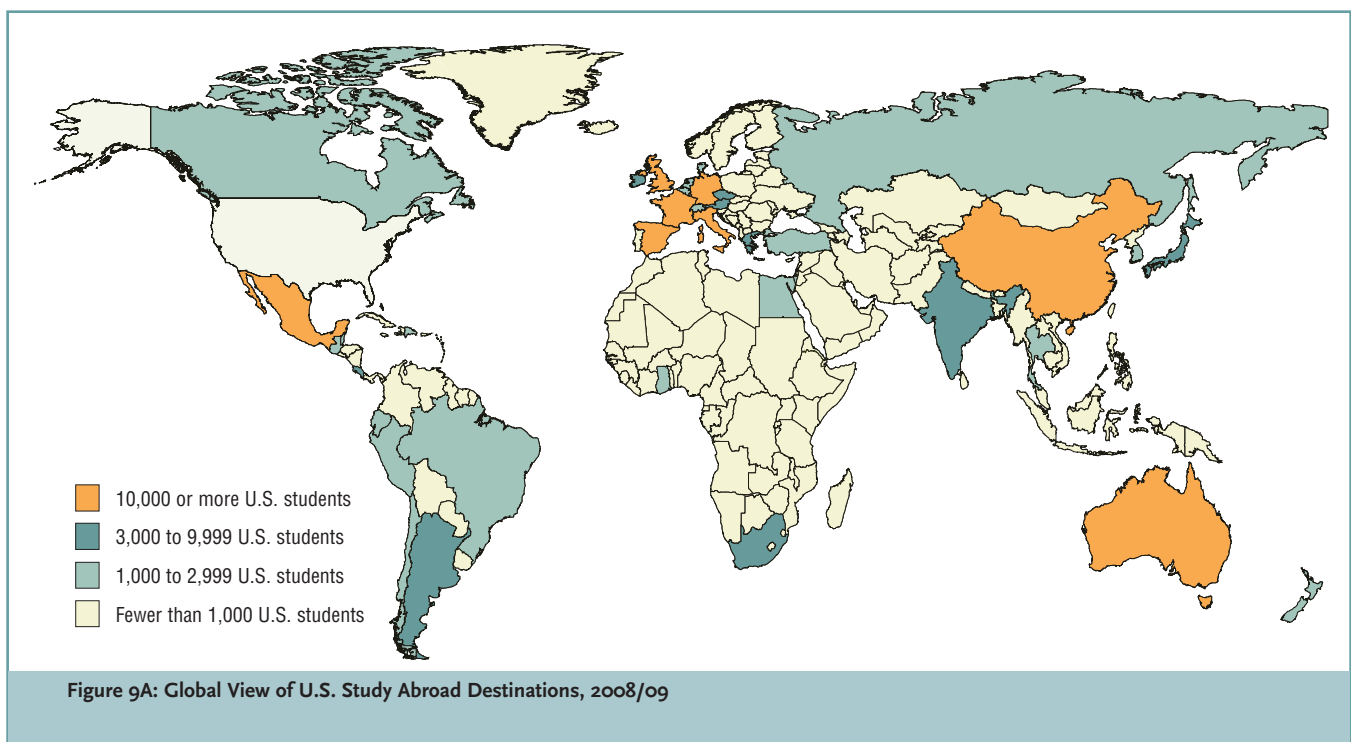 10,000 or more U.S. students
3,000 to 9,999 U.S. students
1,000 to 2,999 U.S. students
Fewer than 1,000 U.S. students
Figure 9A: Global View of U.S. Study Abroad Destinations, 2008/09